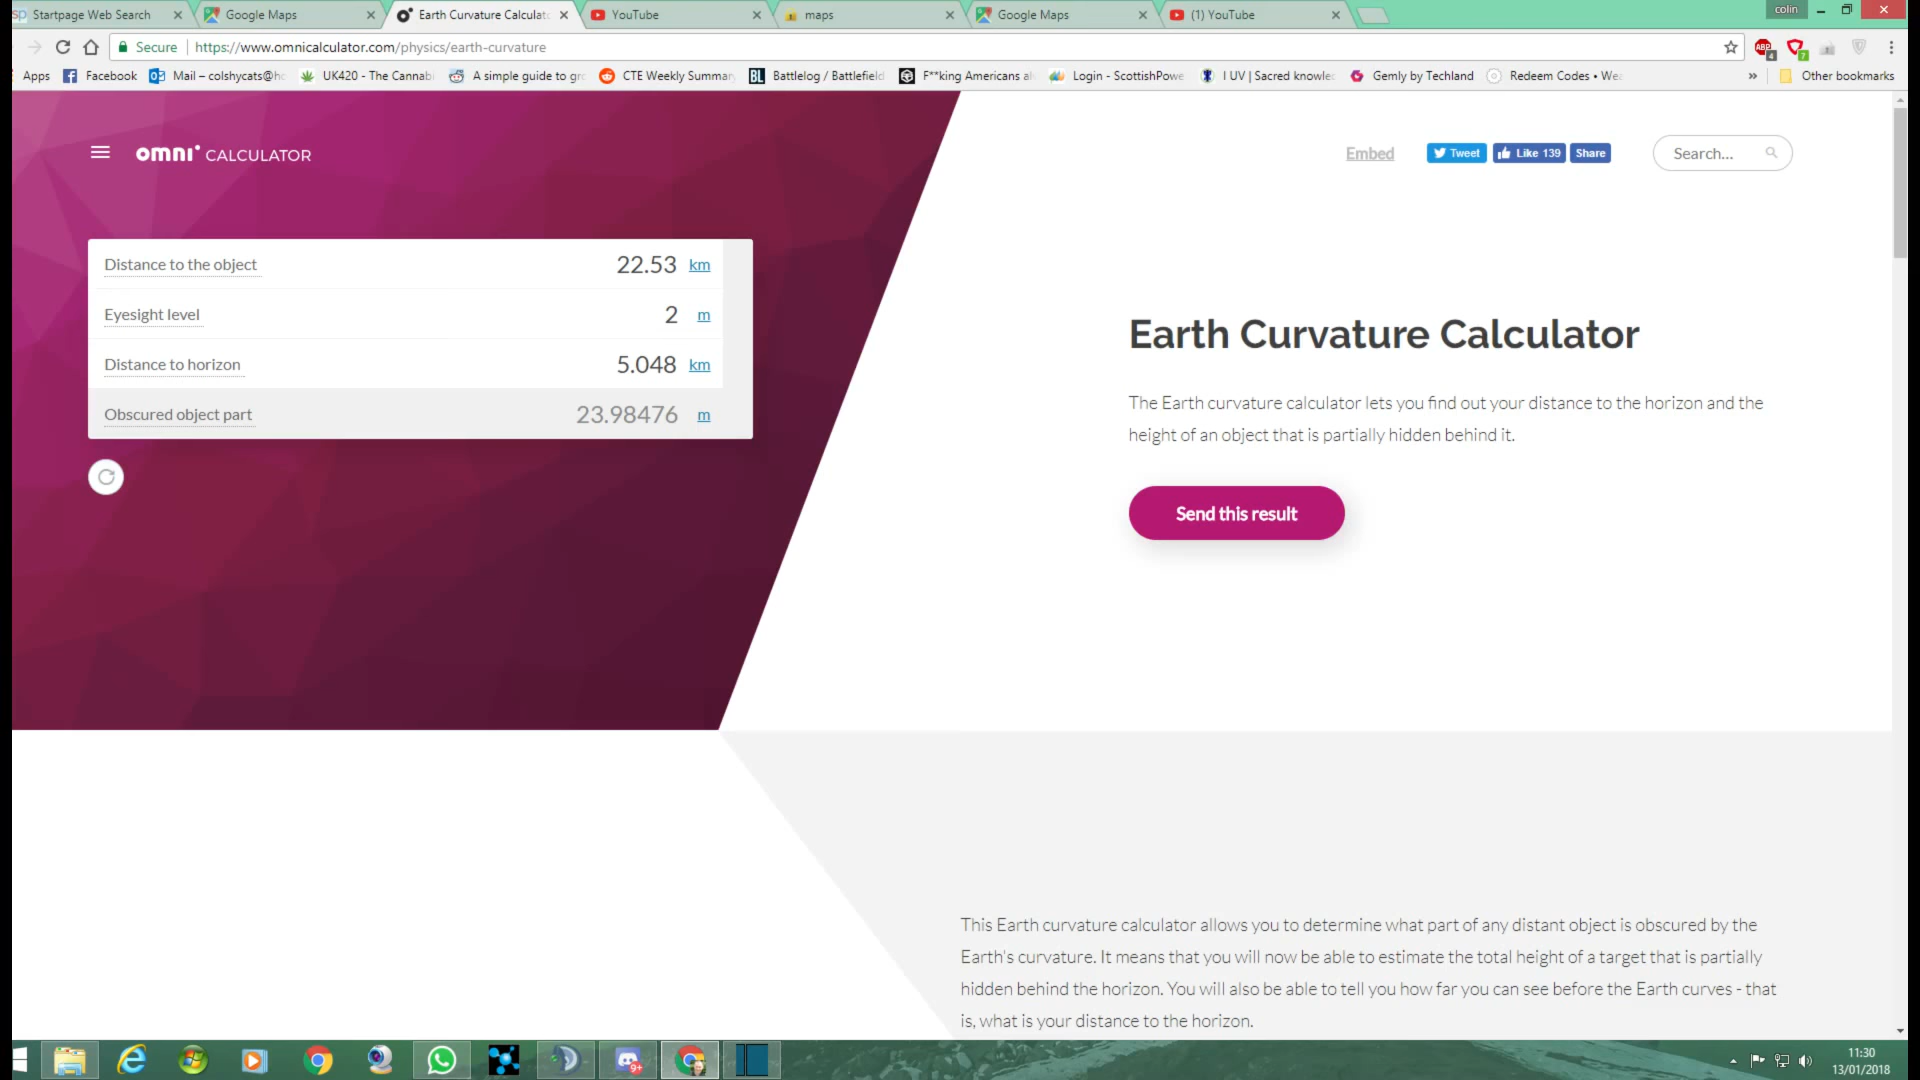 Startpage Web Search
Google Maps
Earth Curvature Calculat
YouTube
maps
Google Maps
(1) YouTube
colin
Secure
https://www.omnicalculator.com/physics/earth-curvature
Apps
Facebook
Mail – colshycats@h
UK420 - The Cannab
A simple guide to gr
CTE Weekly Summar
Battlelog / Battlefield
F**king Americans a
Login - ScottishPowe
I UV | Sacred knowle
Gemly by Techland
Redeem Codes • We
»
Other bookmarks
omni CALCULATOR
Embed
Tweet
Like 139
Share
Search...
Distance to the object 22.53 km
Eyesight level 2 m
Distance to horizon 5.048 km
Obscured object part 23.98476 m
Earth Curvature Calculator
The Earth curvature calculator lets you find out your distance to the horizon and the
height of an object that is partially hidden behind it.
Send this result
This Earth curvature calculator allows you to determine what part of any distant object is obscured by the
Earth's curvature. It means that you will now be able to estimate the total height of a target that is partially
hidden behind the horizon. You will also be able to tell you how far you can see before the Earth curves - that
is, what is your distance to the horizon.
9+
11:30
13/01/2018